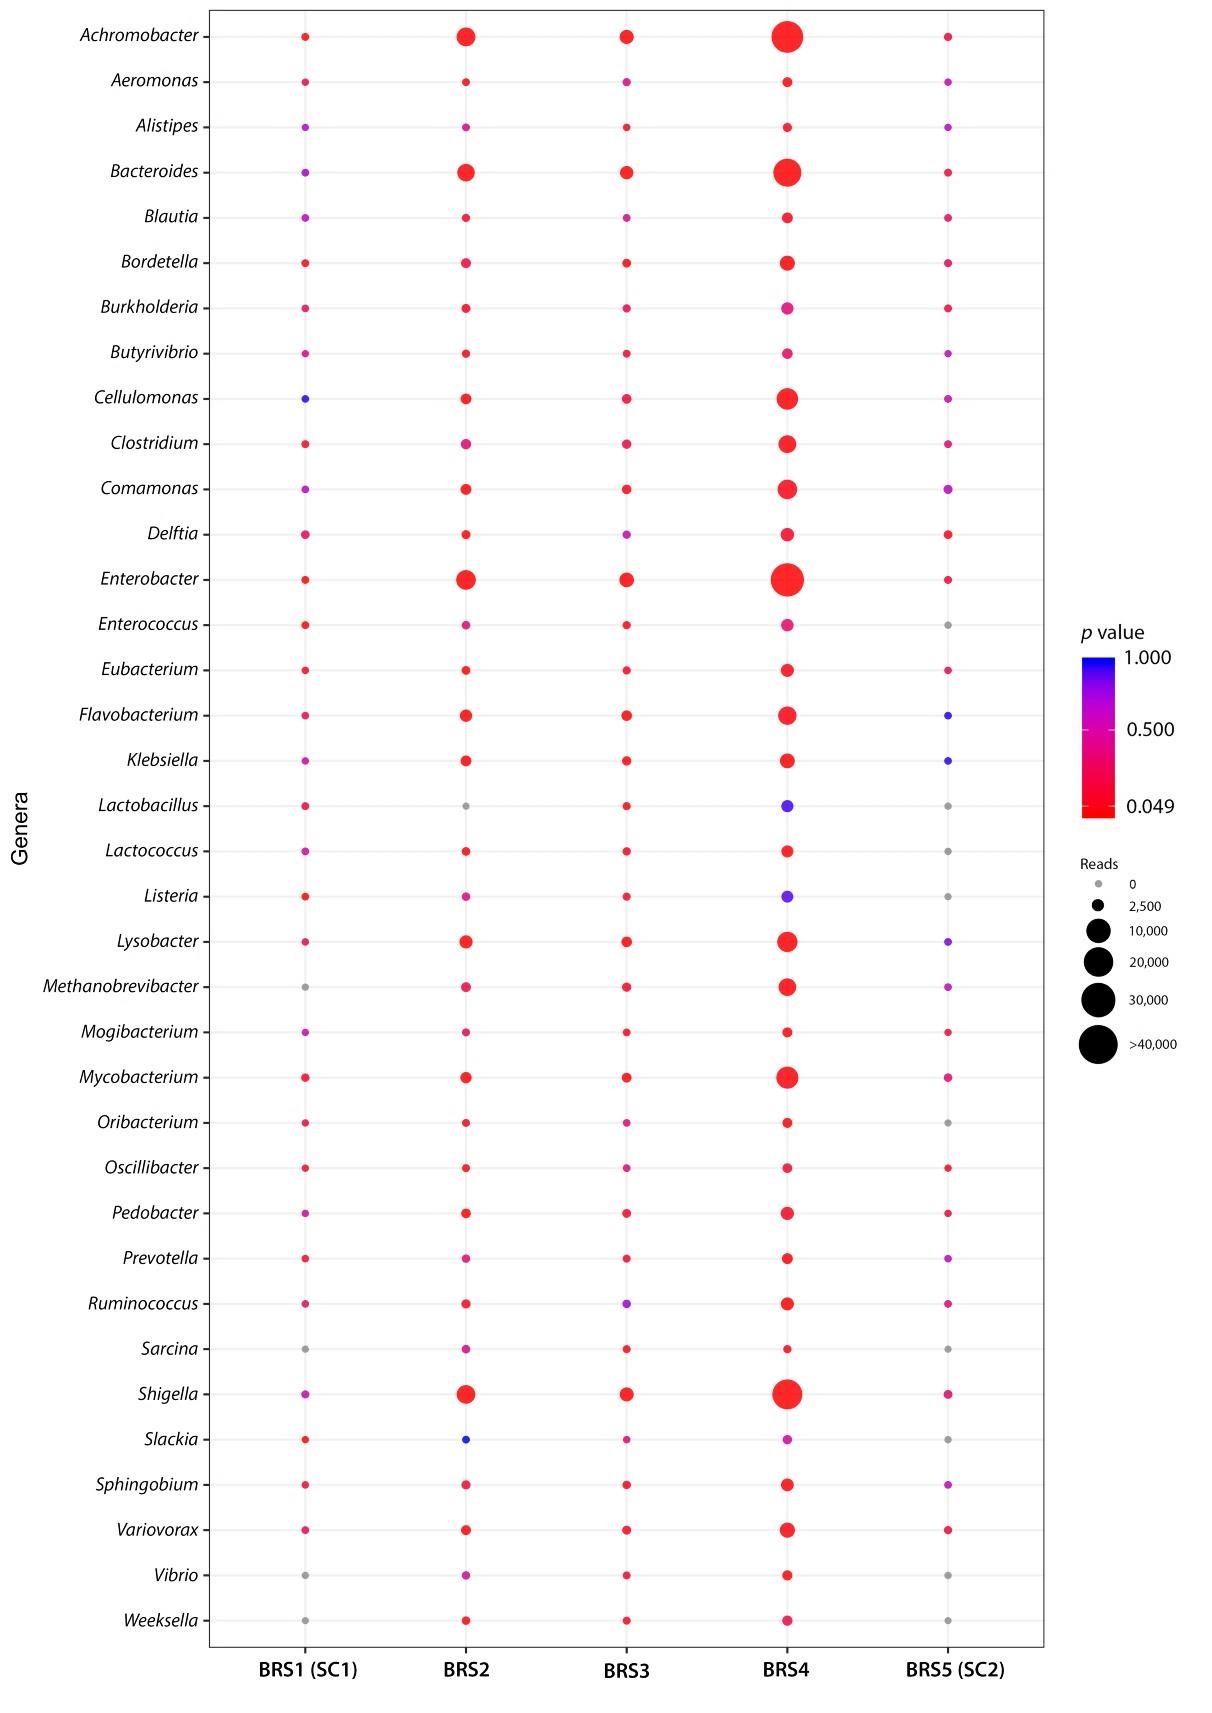 Achromobacter
Aeromonas
Alistipes
Bacteroides
Blautia
Bordetella
Burkholderia
Butyrivibrio
Cellulomonas
Clostridium
Comamonas
Delftia
Enterobacter
Enterococcus
Eubacterium
Flavobacterium
Klebsiella
Lactobacillus
Lactococcus
Listeria
Lysobacter
Methanobrevibacter
Mogibacterium
Mycobacterium
Oribacterium
Oscillibacter
Pedobacter
Prevotella
Ruminococcus
Sarcina
Shigella
Slackia
Sphingobium
Variovorax
Vibrio
Weeksella
Genera
BRS1 (SC1) BRS2 BRS3 BRS4 BRS5 (SC2)
p value
1.000
0.500
0.049
Reads
0
2,500
10,000
20,000
30,000
>40,000